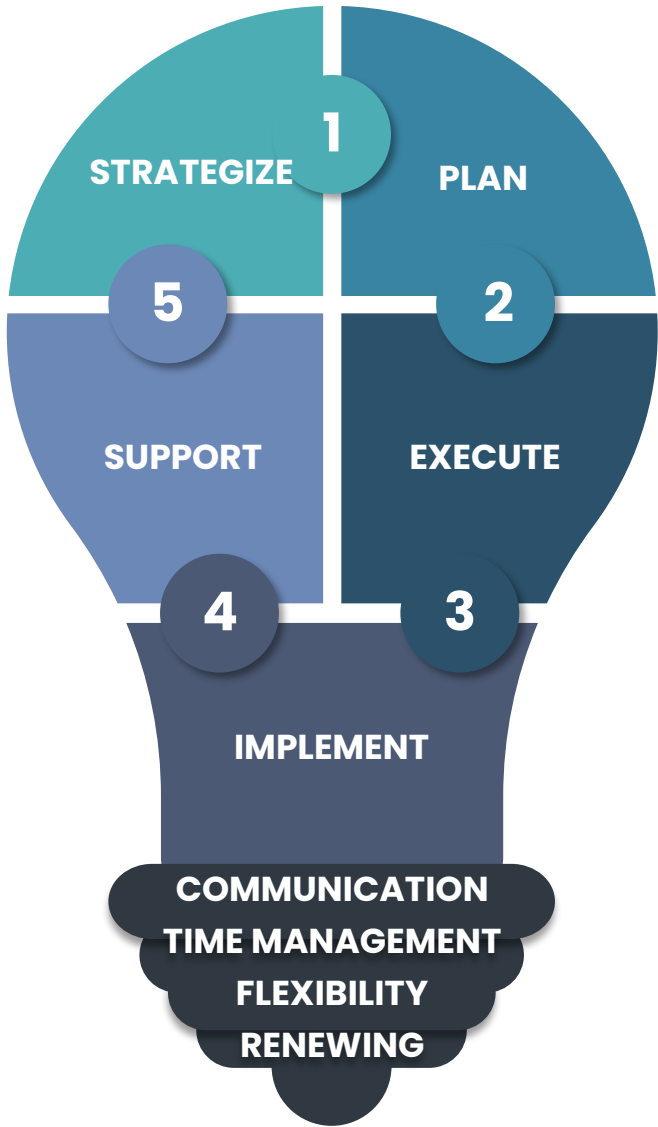 1
STRATEGIZE
PLAN
5
2
SUPPORT
EXECUTE
4
3
IMPLEMENT
COMMUNICATION
TIME MANAGEMENT
FLEXIBILITY
RENEWING